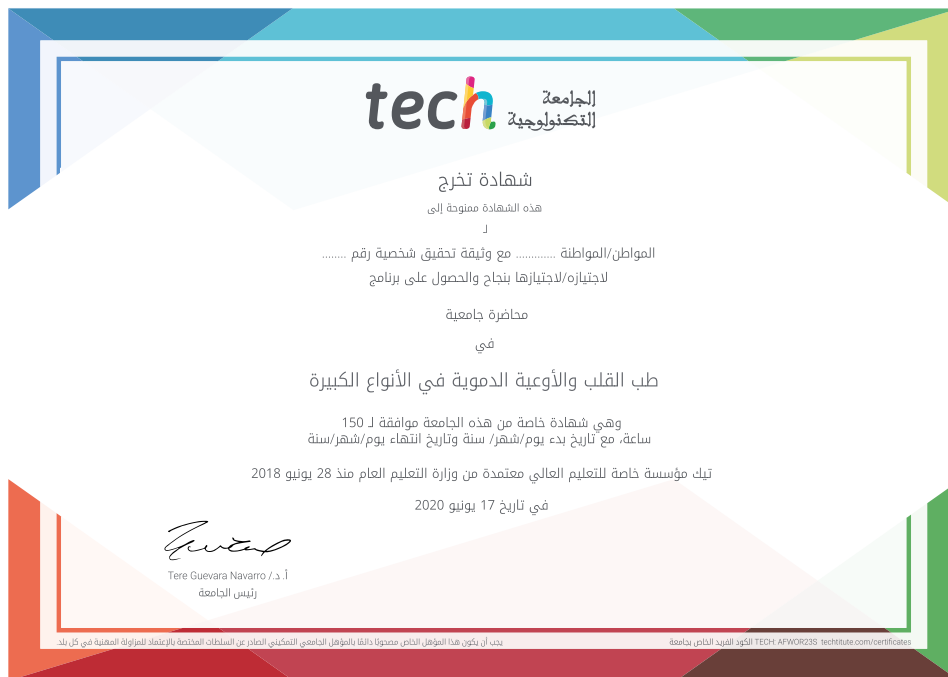 tech الجامعة
التكنولوجية
شهادة تخرج
هذه الشهادة ممنوحة إلى
لـ
المواطن/المواطنة ............. مع وثيقة تحقيق شخصية رقم ........
لاجتيازه/لاجتيازها بنجاح والحصول على برنامج
محاضرة جامعية
في
طب القلب والأوعية الدموية في الأنواع الكبيرة
وهي شهادة خاصة من هذه الجامعة موافقة لـ 150
ساعة، مع تاريخ بدء يوم/شهر/ سنة وتاريخ انتهاء يوم/شهر/سنة
تيك مؤسسة خاصة للتعليم العالي معتمدة من وزارة التعليم العام منذ 28 يونيو 2018
في تاريخ 17 يونيو 2020
أ. د./ Tere Guevara Navarro
رئيس الجامعة
يجب أن يكون هذا المؤهل الخاص مصحوبًا دائمًا بالمؤهل الجامعي التمكيني الصادر عن السلطات المختصة بالإعتماد للمزاولة المهنية في كل بلد.
الكود الفريد الخاص بجامعة TECH: AFWOR23S techtitute.com/certificates